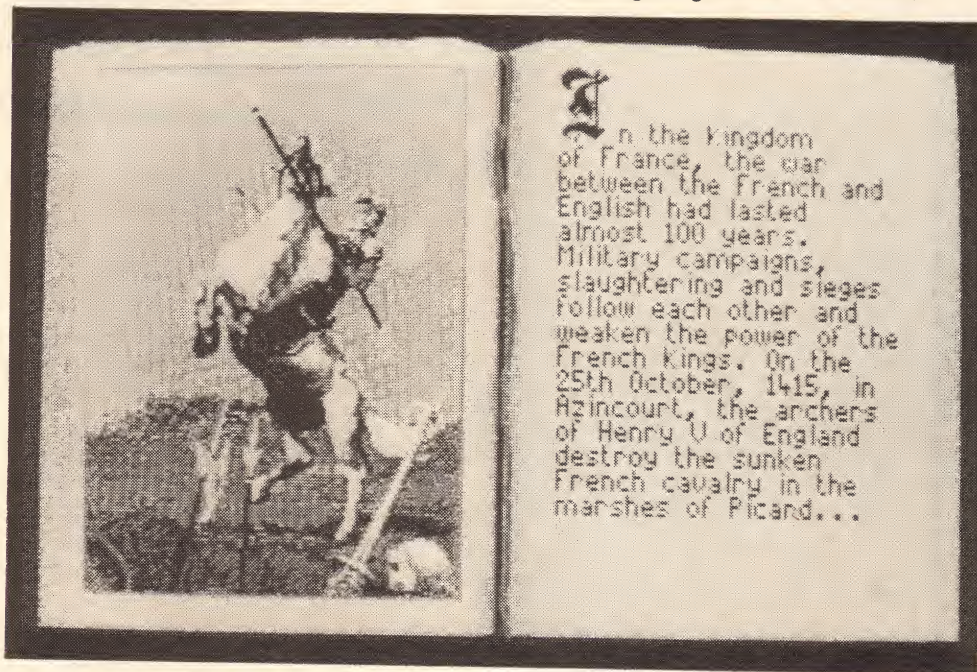 In the Kingdom
of France, the war
between the French and
English had lasted
almost 100 years.
Military campaigns,
slaughtering and sieges
follow each other and
weaken the power of the
French Kings. On the
25th October, 1415, in
Azincourt, the archers
of Henry V of England
destroy the sunken
French cavalry in the
marshes of Picard...